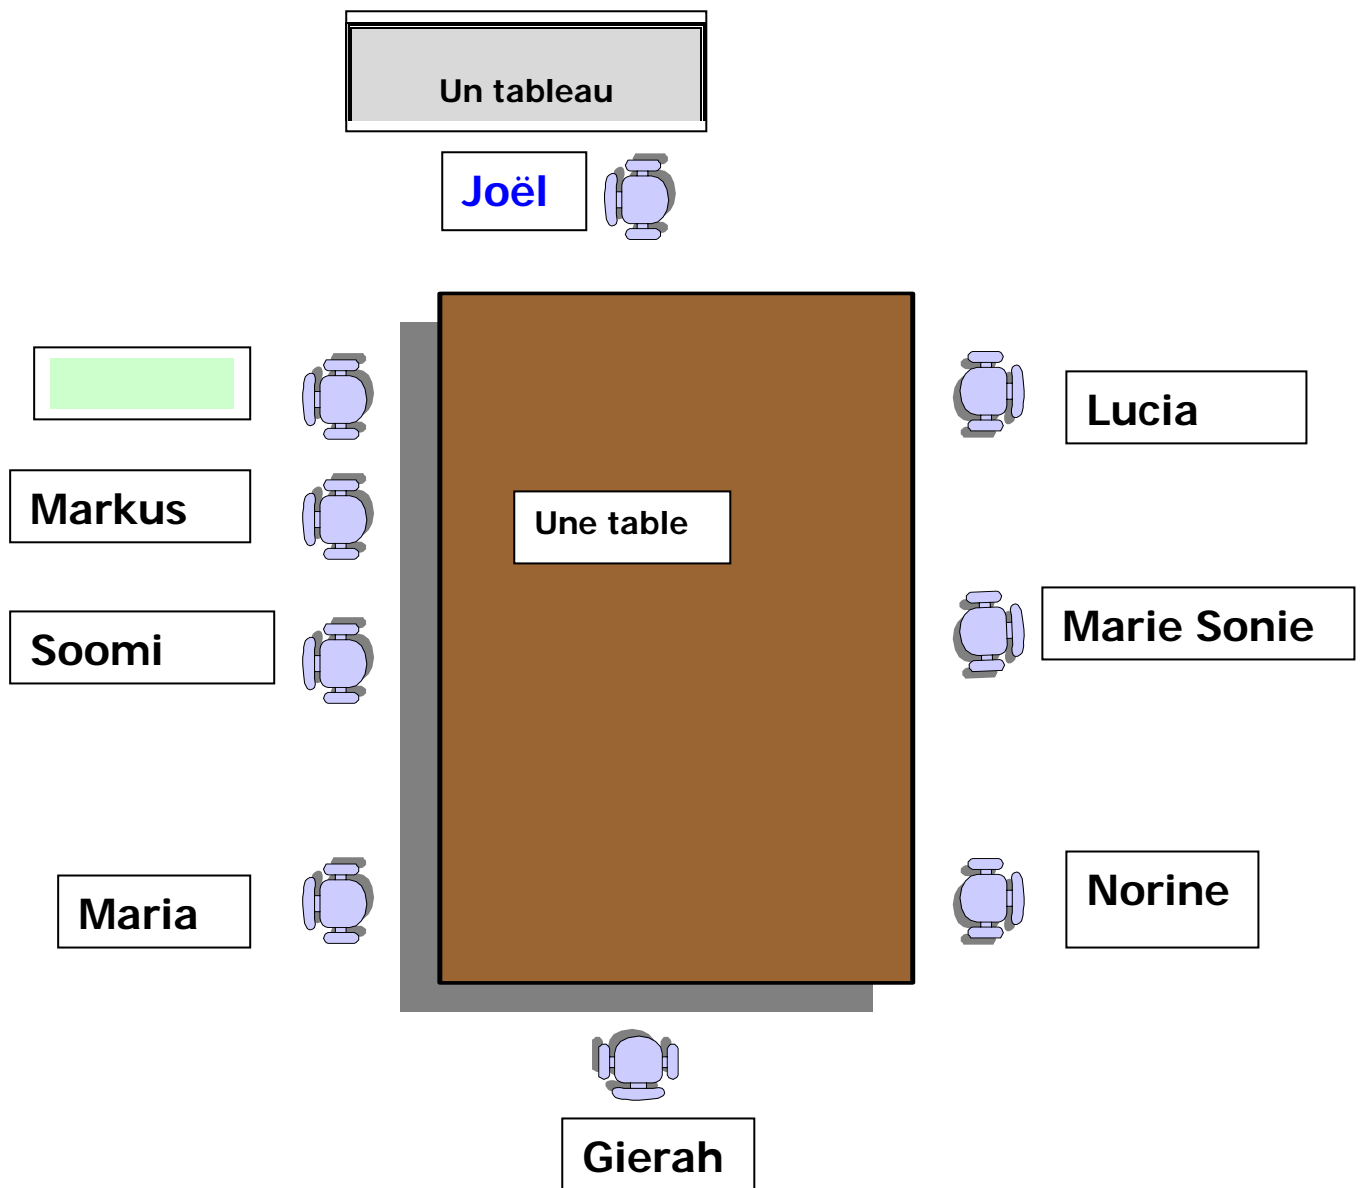 Un tableau
Joël
Lucia
Markus
Une table
Marie Sonie
Soomi
Norine
Maria
Gierah